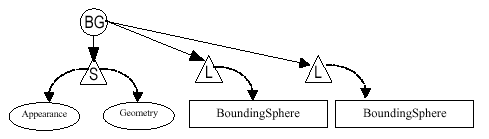 BG
S
L
L
Appearance
Geometry
BoundingSphere
BoundingSphere